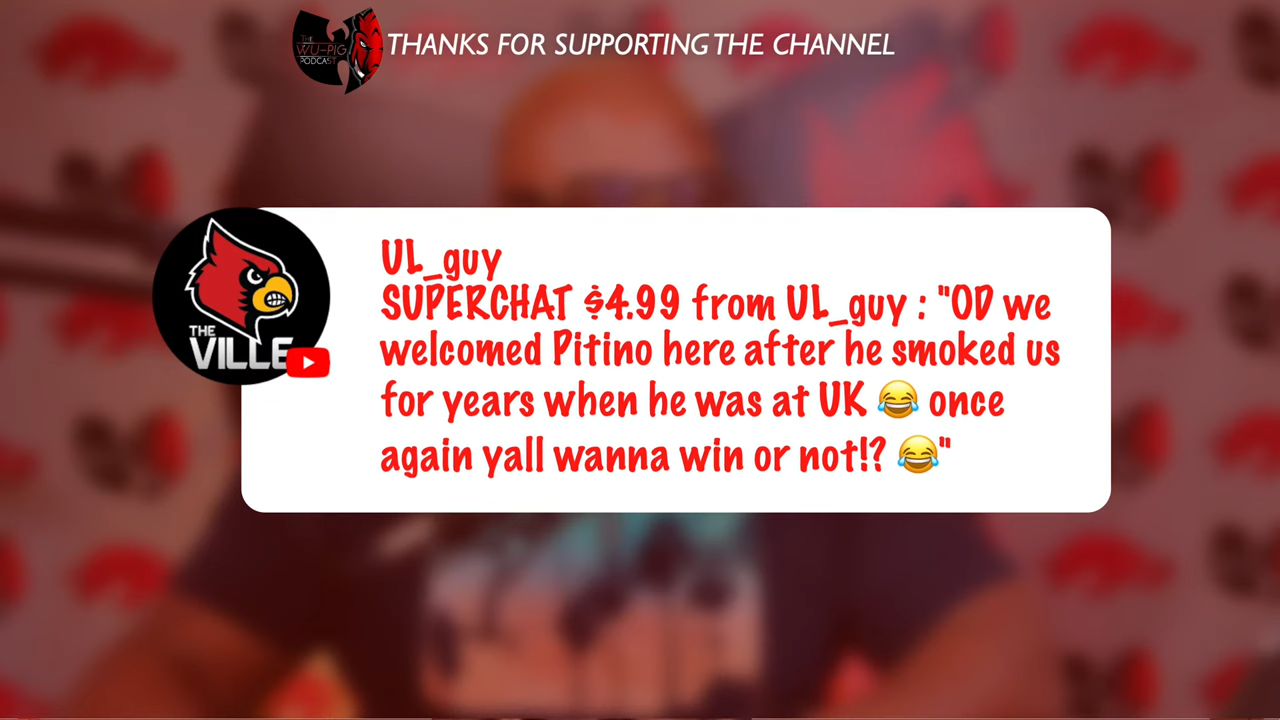 THE
WU-PIG
PODCAST
THANKS FOR SUPPORTING THE CHANNEL
THE
VILLE
UL_guy
SUPERCHAT $4.99 from UL_guy : "OD we
welcomed Pitino here after he smoked us
for years when he was at UK 😂 once
again yall wanna win or not!? 😂"